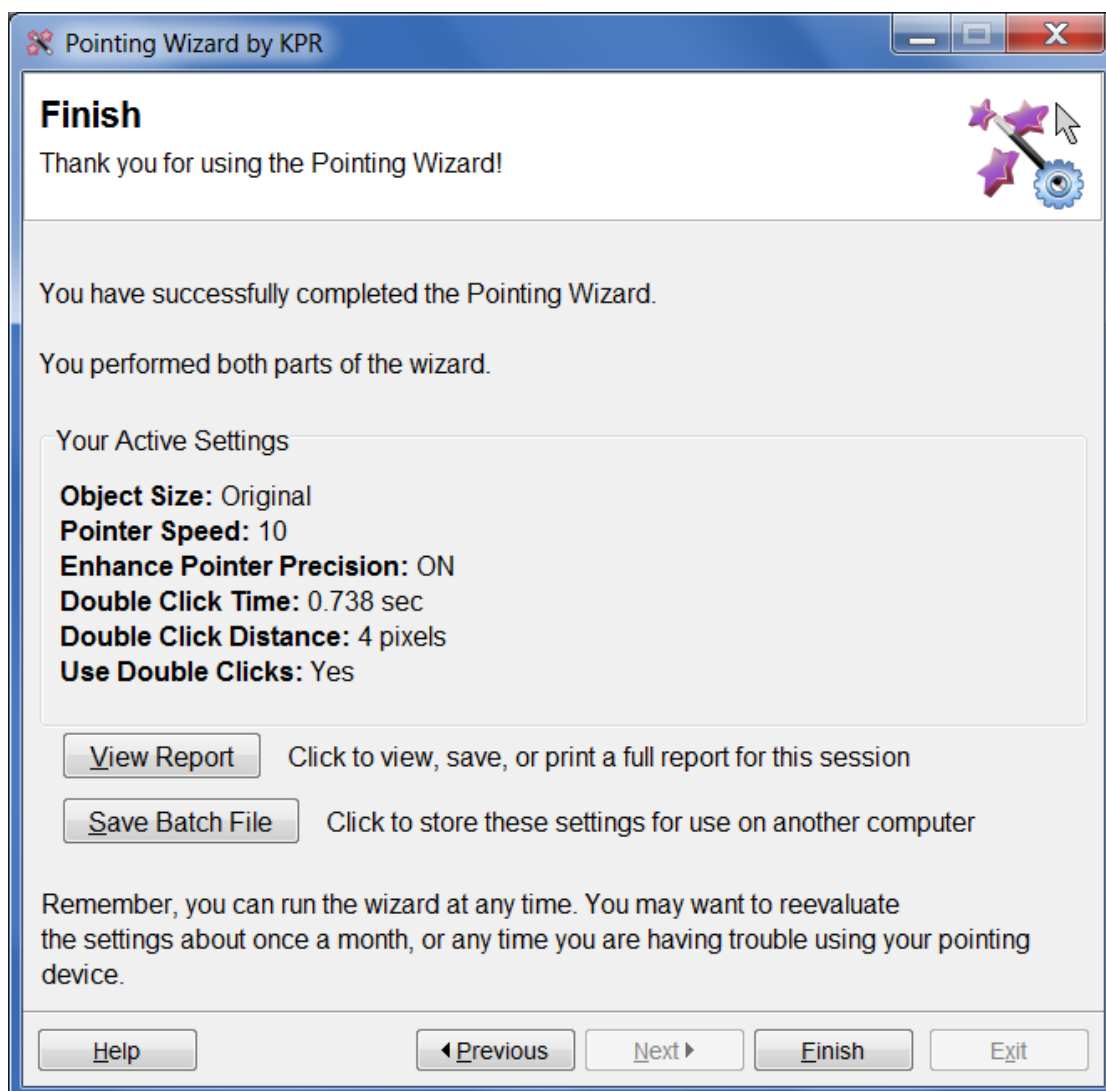 Pointing Wizard by KPR
Finish
Thank you for using the Pointing Wizard!
You have successfully completed the Pointing Wizard.
You performed both parts of the wizard.
Your Active Settings
Object Size: Original
Pointer Speed: 10
Enhance Pointer Precision: ON
Double Click Time: 0.738 sec
Double Click Distance: 4 pixels
Use Double Clicks: Yes
View Report Click to view, save, or print a full report for this session
Save Batch File Click to store these settings for use on another computer
Remember, you can run the wizard at any time. You may want to reevaluate
the settings about once a month, or any time you are having trouble using your pointing
device.
Help Previous Next Finish Exit